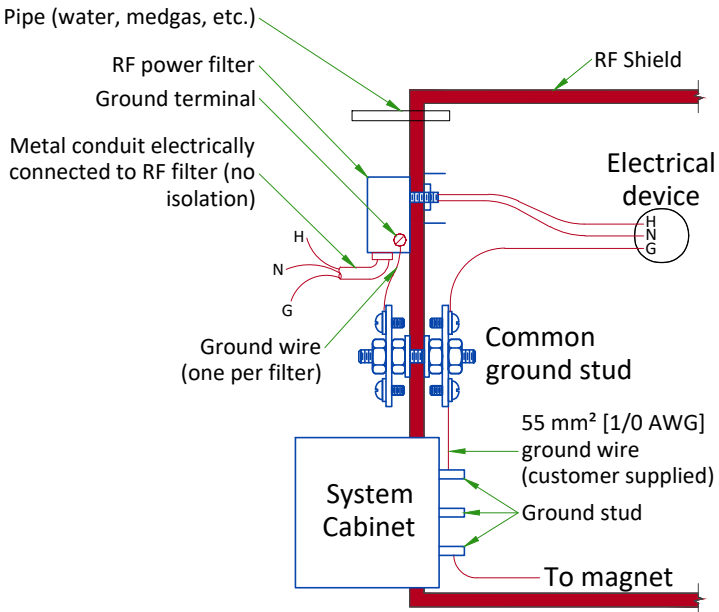 Pipe (water, medgas, etc.)
RF Shield
RF power filter
Ground terminal
Metal conduit electrically
connected to RF filter (no
isolation)
Electrical
device
H
N
G
H
N
G
Ground wire
(one per filter)
Common
ground stud
55 mm² [1/0 AWG]
ground wire
(customer supplied)
System
Cabinet
Ground stud
To magnet